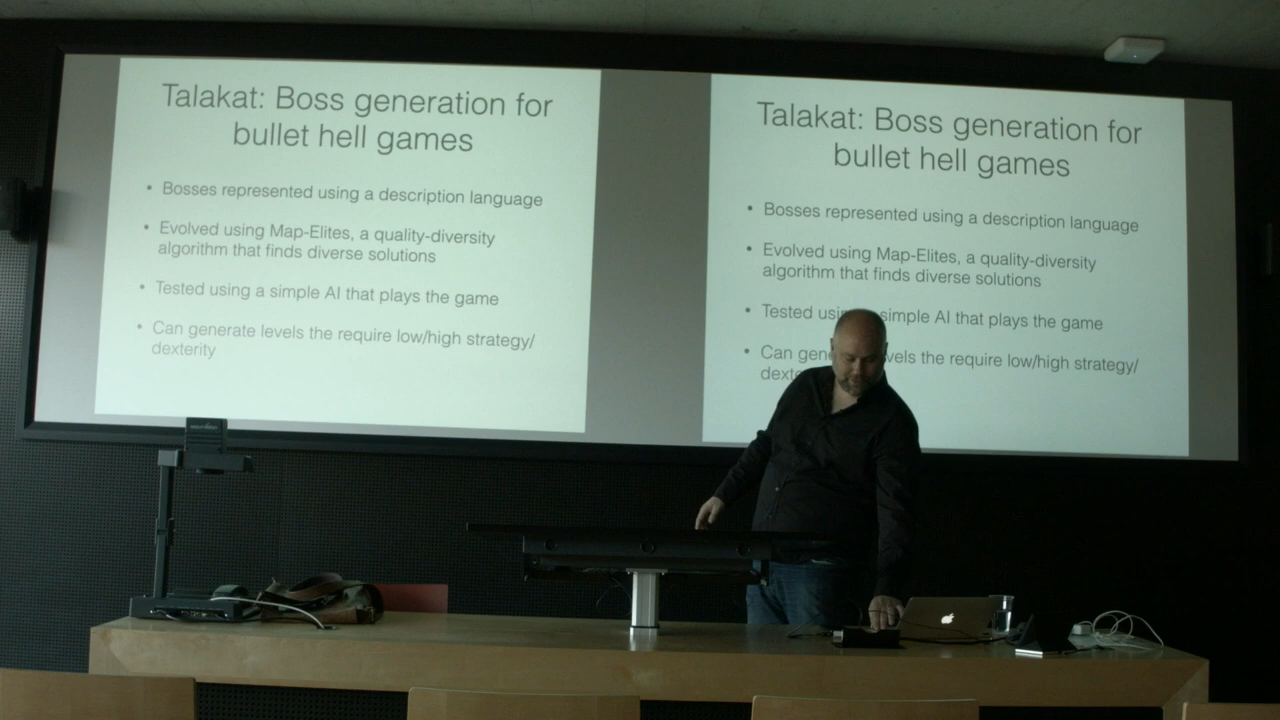 Talakat: Boss generation for
bullet hell games
• Bosses represented using a description language
• Evolved using Map-Elites, a quality-diversity
algorithm that finds diverse solutions
• Tested using a simple AI that plays the game
• Can generate levels the require low/high strategy/
dexterity
Talakat: Boss generation for
bullet hell games
• Bosses represented using a description language
• Evolved using Map-Elites, a quality-diversity
algorithm that finds diverse solutions
• Tested simple AI that plays the game
• Can the require low/high strategy/